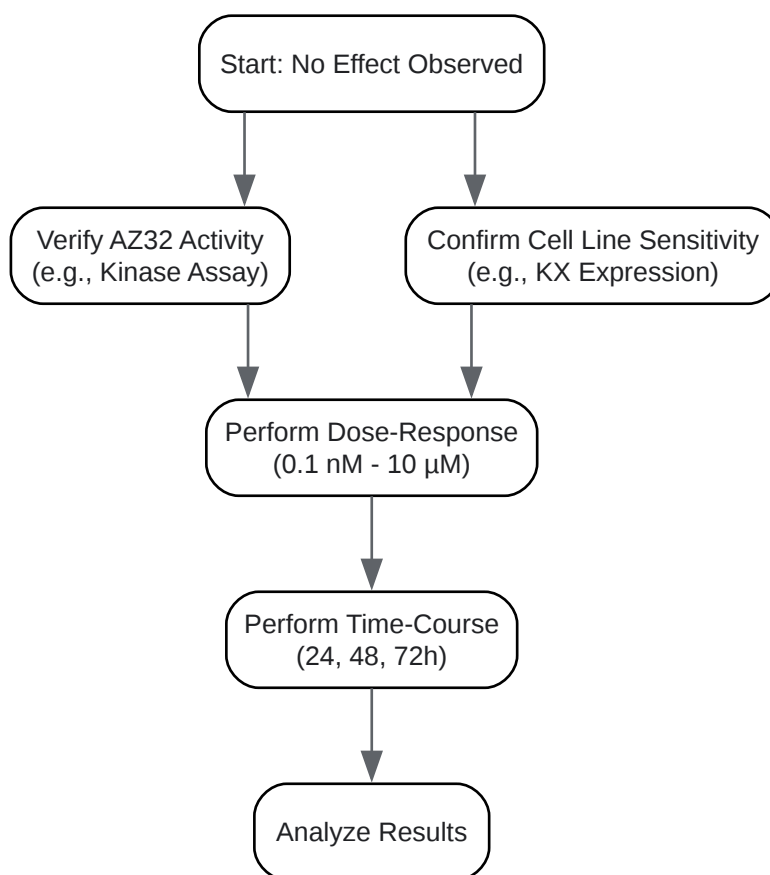 Start: No Effect Observed
Verify AZ32 Activity
(e.g., Kinase Assay)
Confirm Cell Line Sensitivity
(e.g., KX Expression)
Perform Dose-Response
(0.1 nM - 10 µM)
Perform Time-Course
(24, 48, 72h)
Analyze Results